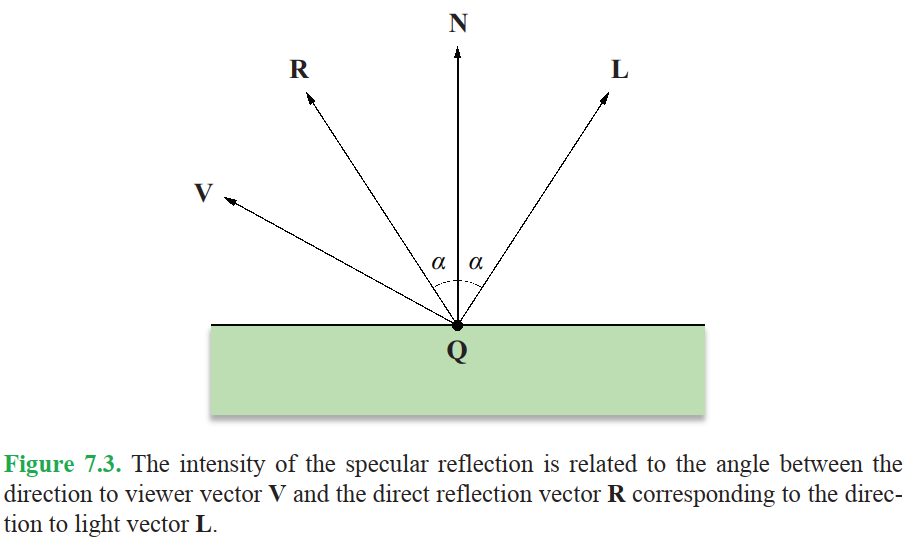 N
R
L
V
α α
Q
Figure 7.3. The intensity of the specular reflection is related to the angle between the
direction to viewer vector V and the direct reflection vector R corresponding to the direc-
tion to light vector L.